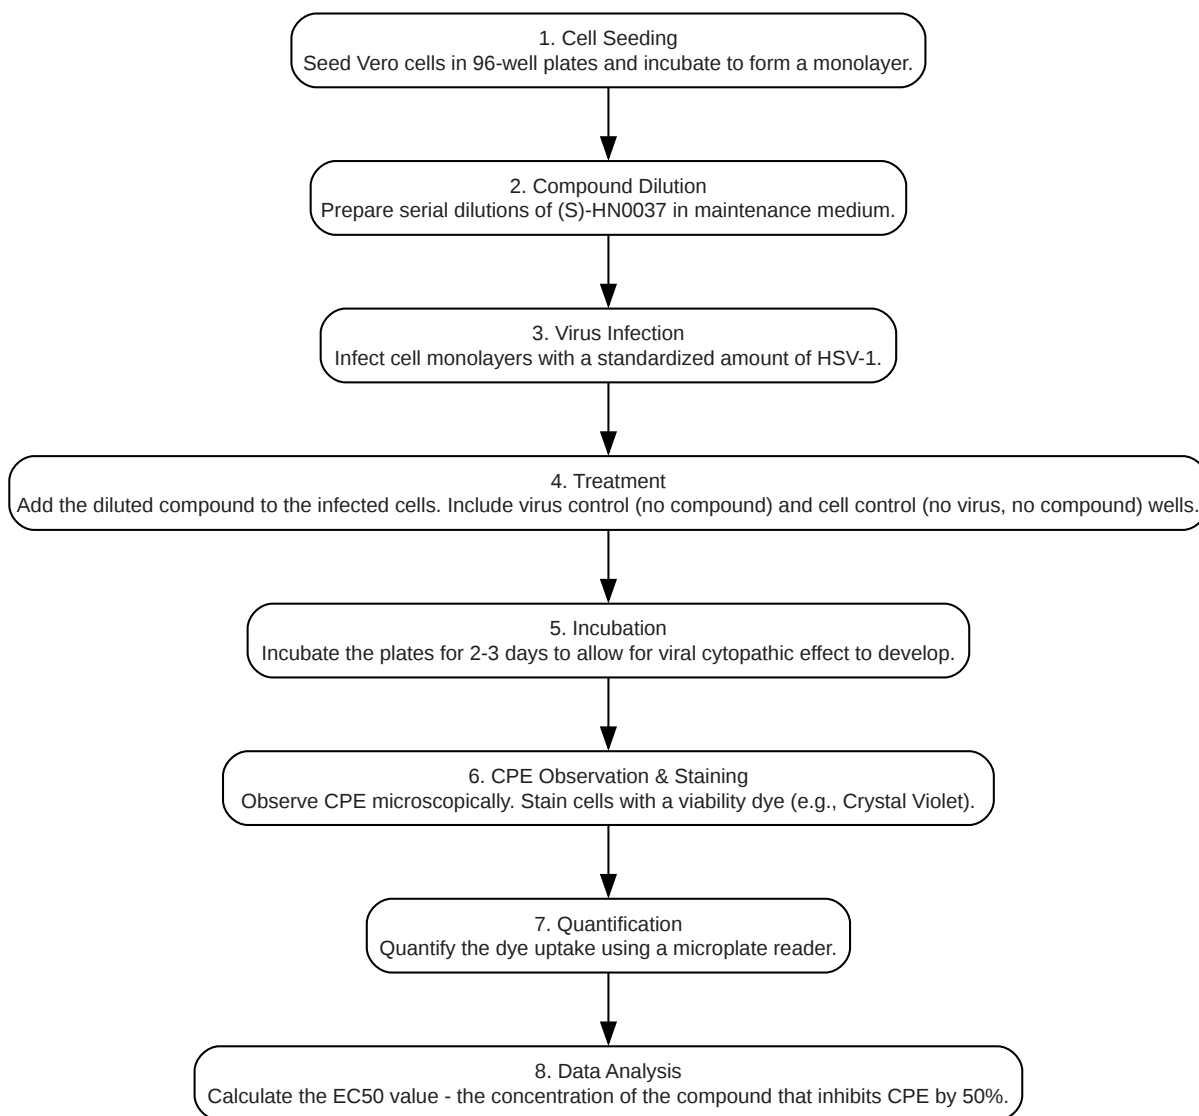 1. Cell Seeding
Seed Vero cells in 96-well plates and incubate to form a monolayer.
2. Compound Dilution
Prepare serial dilutions of (S)-HN0037 in maintenance medium.
3. Virus Infection
Infect cell monolayers with a standardized amount of HSV-1.
4. Treatment
Add the diluted compound to the infected cells. Include virus control (no compound) and cell control (no virus, no compound) wells.
5. Incubation
Incubate the plates for 2-3 days to allow for viral cytopathic effect to develop.
6. CPE Observation & Staining
Observe CPE microscopically. Stain cells with a viability dye (e.g., Crystal Violet).
7. Quantification
Quantify the dye uptake using a microplate reader.
8. Data Analysis
Calculate the EC50 value - the concentration of the compound that inhibits CPE by 50%.